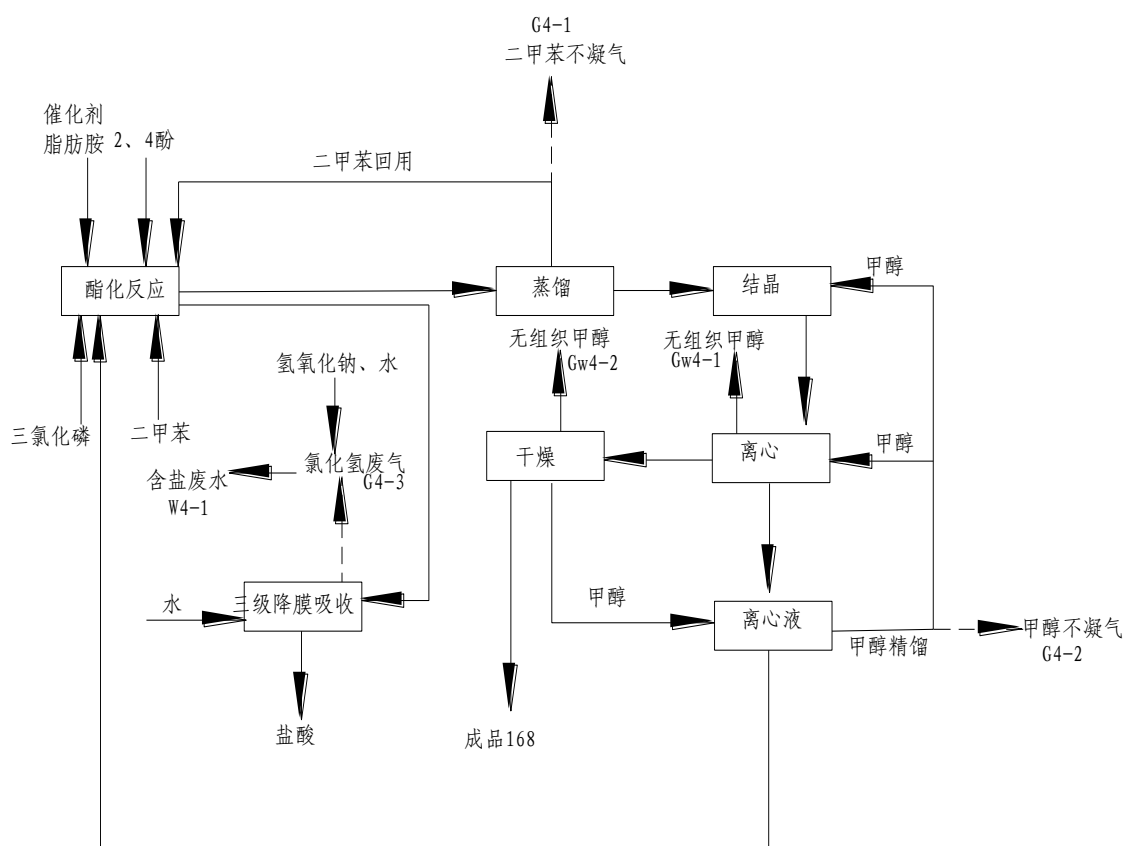 G4-1
二甲苯不凝气
催化剂
脂肪胺
2、4酚
二甲苯回用
酯化反应
蒸馏
结晶
甲醇
无组织甲醇
Gw4-2
无组织甲醇
Gw4-1
氢氧化钠、水
三氯化磷
二甲苯
干燥
离心
甲醇
氯化氢废气
G4-3
含盐废水
W4-1
水
三级降膜吸收
甲醇
离心液
甲醇精馏
甲醇不凝气
G4-2
盐酸
成品168